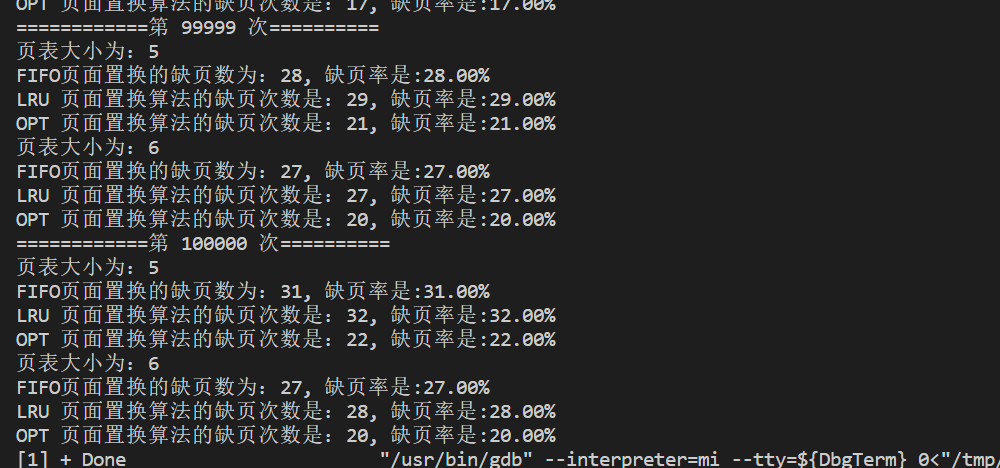 OPT 页面置换算法的缺页次数是: 17, 缺页率是:17.00%
============第 99999 次==========
页表大小为: 5
FIFO页面置换的缺页数为: 28, 缺页率是:28.00%
LRU 页面置换算法的缺页次数是: 29, 缺页率是:29.00%
OPT 页面置换算法的缺页次数是: 21, 缺页率是:21.00%
页表大小为: 6
FIFO页面置换的缺页数为: 27, 缺页率是:27.00%
LRU 页面置换算法的缺页次数是: 27, 缺页率是:27.00%
OPT 页面置换算法的缺页次数是: 20, 缺页率是:20.00%
============第 100000 次==========
页表大小为: 5
FIFO页面置换的缺页数为: 31, 缺页率是:31.00%
LRU 页面置换算法的缺页次数是: 32, 缺页率是:32.00%
OPT 页面置换算法的缺页次数是: 22, 缺页率是:22.00%
页表大小为: 6
FIFO页面置换的缺页数为: 27, 缺页率是:27.00%
LRU 页面置换算法的缺页次数是: 28, 缺页率是:28.00%
OPT 页面置换算法的缺页次数是: 20, 缺页率是:20.00%
[1] + Done "/usr/bin/gdb" --interpreter=mi --tty=${DbgTerm} 0<"/tmp/